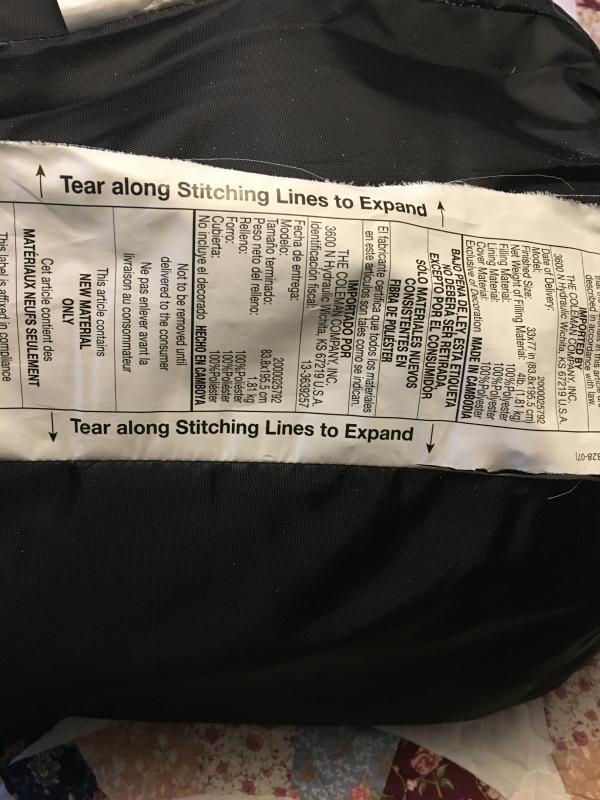 Tear along Stitching Lines to Expand
described in accordance with law.
IMPORTED BY
THE COLEMAN COMPANY, INC.
3600 N Hydraulic Wichita, KS 67219 U.S.A.
Date of Delivery:
Model: 2000025792
Finished Size: 33x77 in (83.8x195.5 cm)
Net Weight of Filling Material: 4lb. (1.81 kg)
Filling Material: 100%Polyester
Lining Material: 100%Polyester
Cover Material: 100%Polyester
Exclusive of Decoration MADE IN CAMBODIA
BAJO PENA DE LEY, ESTA ETIQUETA
NO DEBE SER RETIRADA,
EXCEPTO POR EL CONSUMIDOR
SÓLO MATERIALES NUEVOS
CONSISTENTES EN
FIBRA DE POLIÉSTER
El fabricante certifica que todos los materiales
en este artículos son tales como se indican.
IMPORTADO POR
THE COLEMAN COMPANY, INC.
3600 N Hydraulic Wichita, KS 67219 U.S.A.
Identificación fiscal: 13-3639257
Fecha de entrega:
Modelo: 2000025792
Tamaño terminado: 83.8x195.5 cm
Peso neto del relleno: 1.81 kg
Relleno: 100%Poliéster
Forro: 100%Poliéster
Cubierta: 100%Poliéster
No incluye el decorado HECHO EN CAMBOYA
Not to be removed until
delivered to the consumer
Ne pas enlever avant la
livraison au consommateur
This article contains
NEW MATERIAL
ONLY
Cet article contient des
MATÉRIAUX NEUFS SEULEMENT
This label is affixed in compliance
Tear along Stitching Lines to Expand